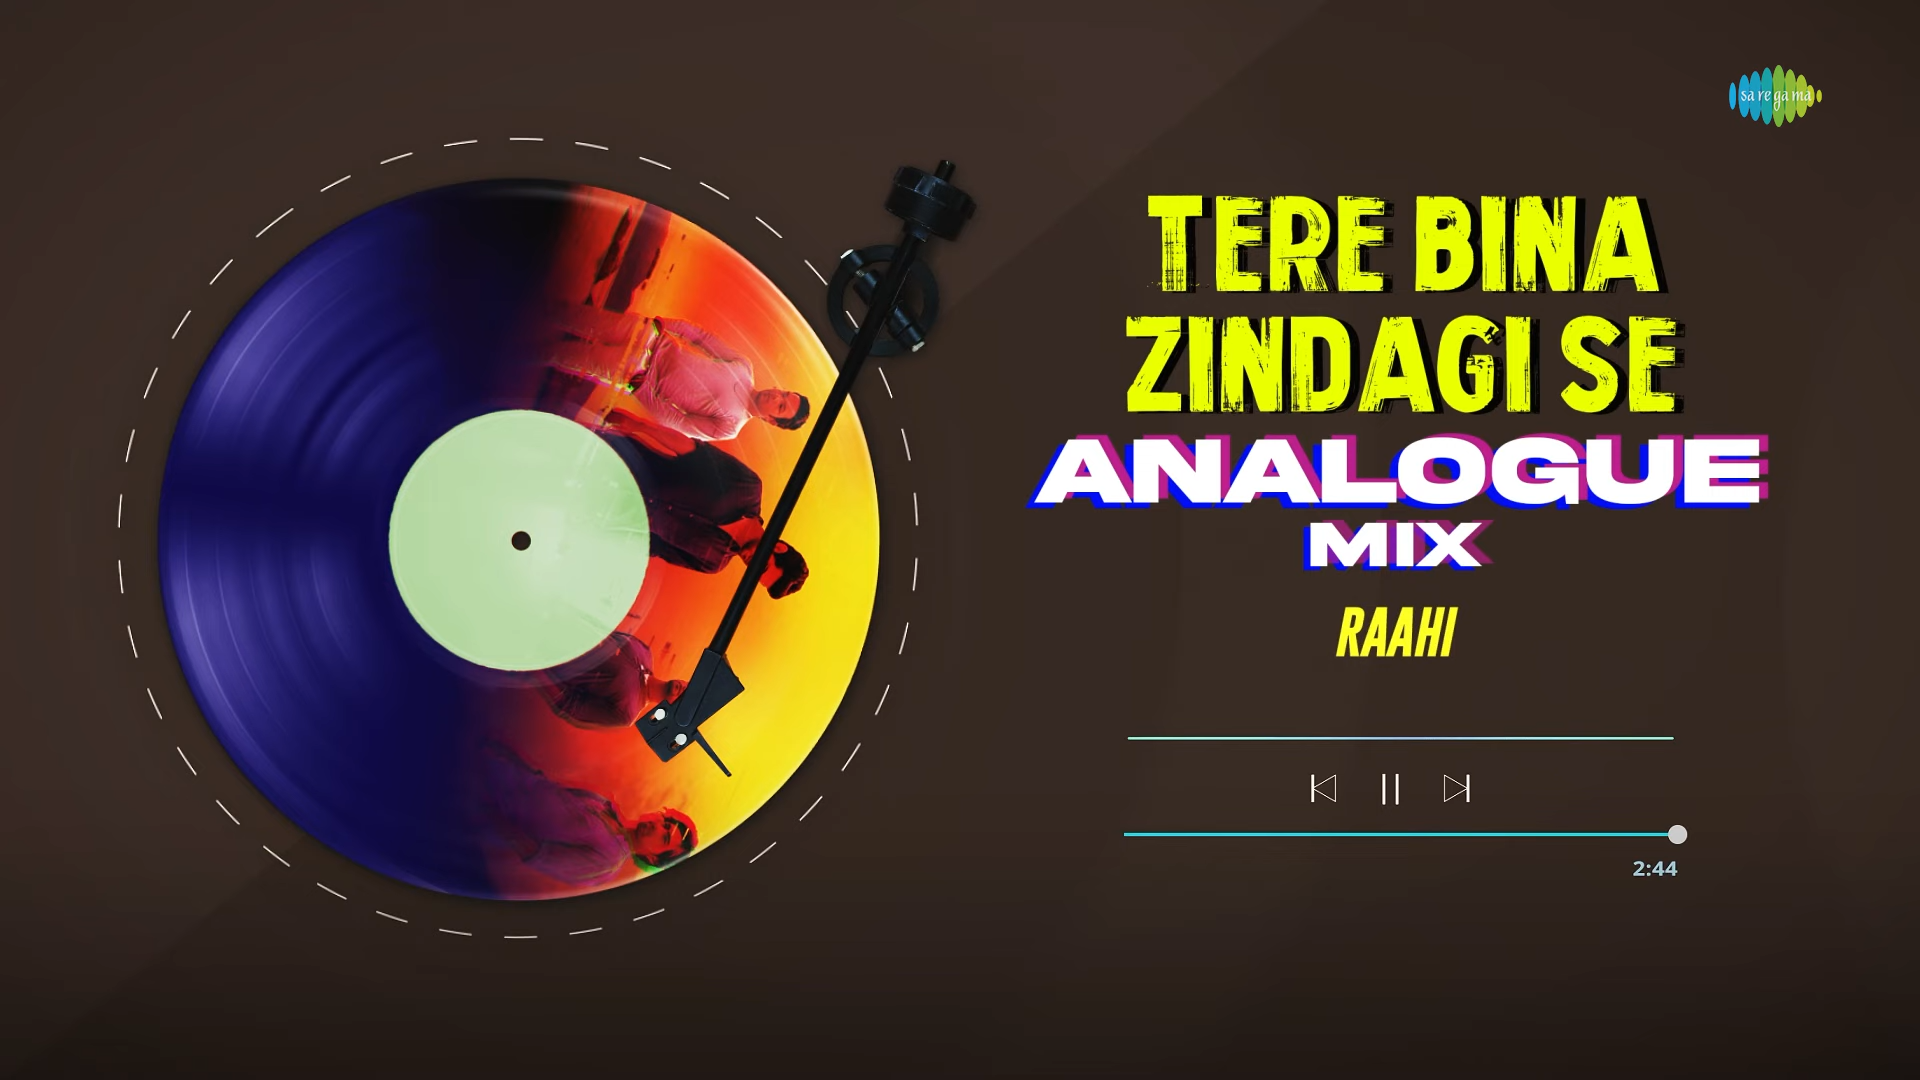 saregama
TERE BINA
ZINDAGI SE
ANALOGUE
MIX
RAAHI
2:44